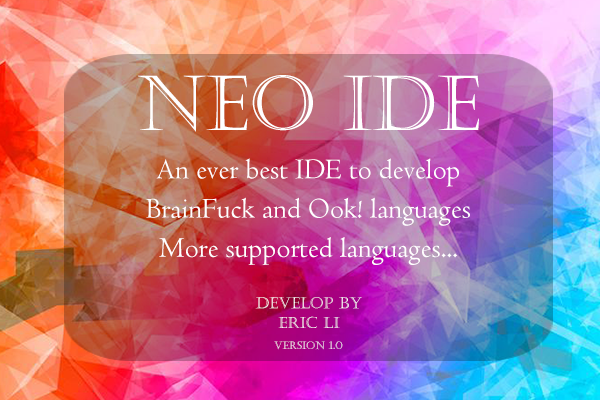 NEO IDE
An ever best IDE to develop
BrainFuck and Ook! languages
More supported languages...
DEVELOP BY
ERIC LI
VERSION 1.0